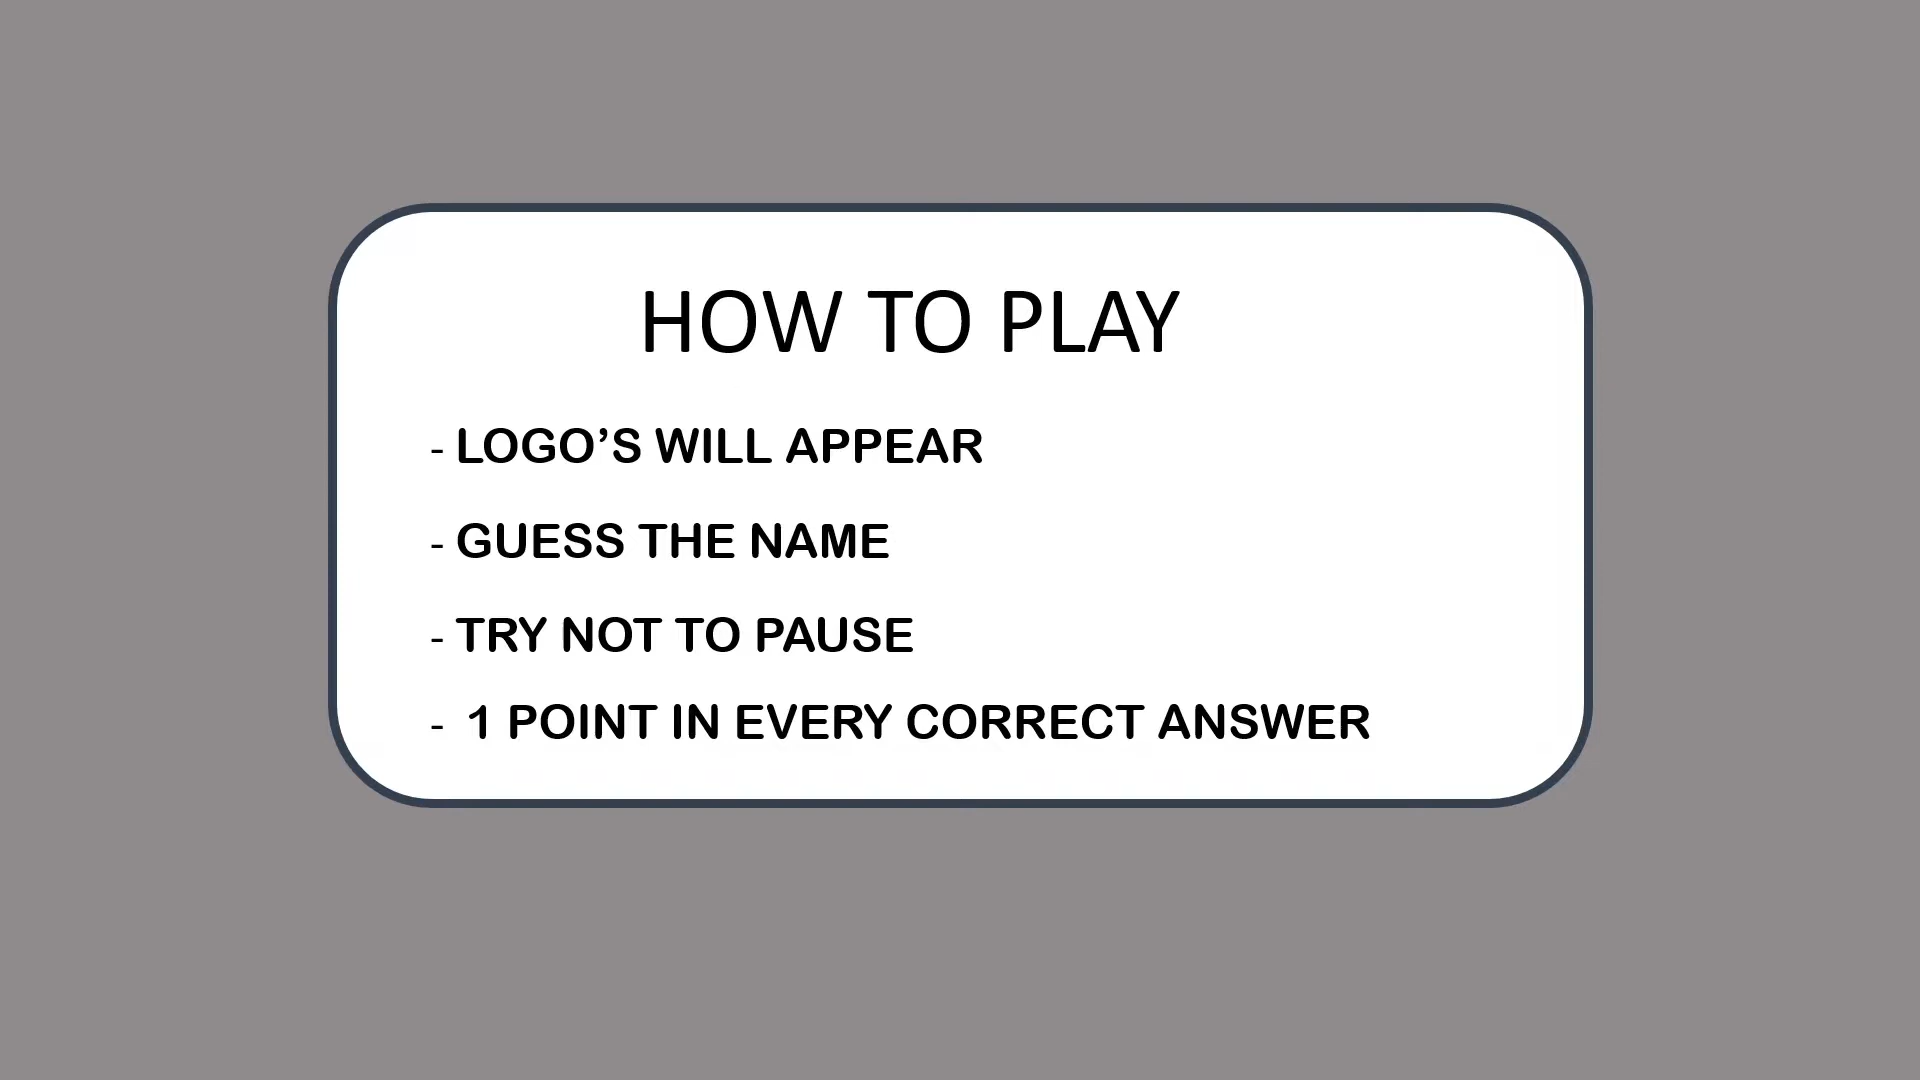 HOW TO PLAY
- LOGO’S WILL APPEAR
- GUESS THE NAME
- TRY NOT TO PAUSE
- 1 POINT IN EVERY CORRECT ANSWER